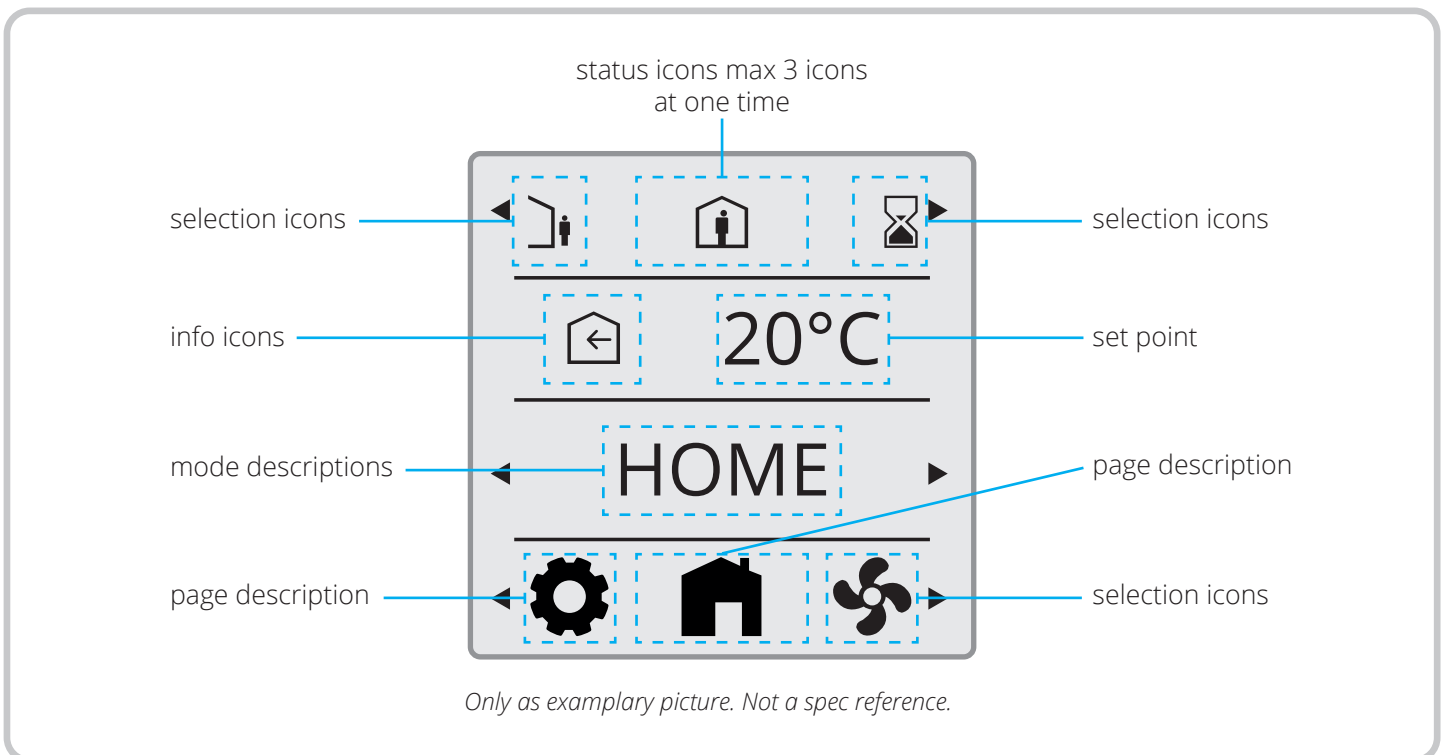 status icons max 3 icons
at one time
selection icons
selection icons
info icons
20°C
set point
mode descriptions
HOME
page description
page description
selection icons
Only as examplary picture. Not a spec reference.